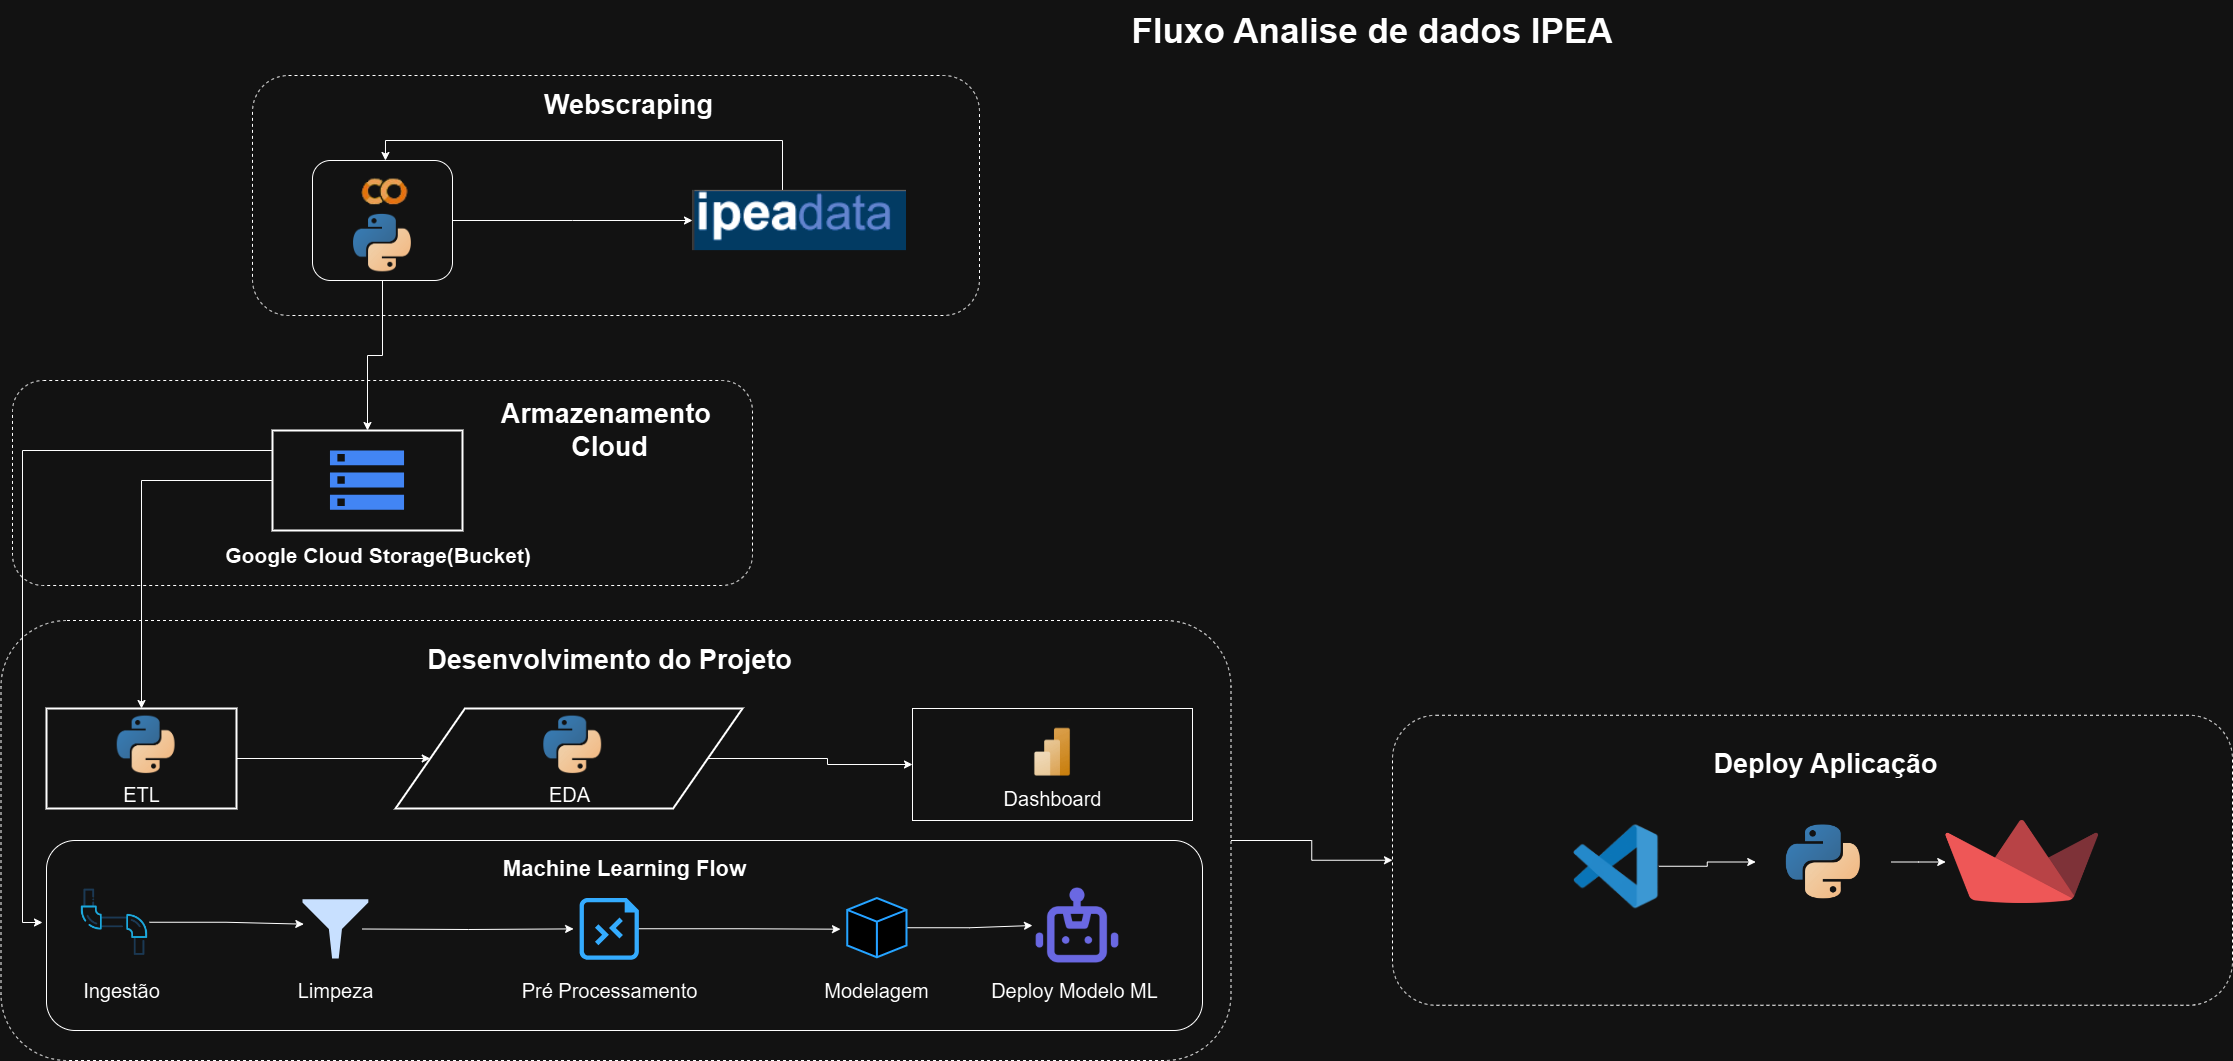 Fluxo Analise de dados IPEA
Webscraping
ipeadata
Armazenamento
Cloud
Google Cloud Storage(Bucket)
Desenvolvimento do Projeto
ETL
EDA
Dashboard
Machine Learning Flow
Ingestão
Limpeza
Pré Processamento
Modelagem
Deploy Modelo ML
Deploy Aplicação